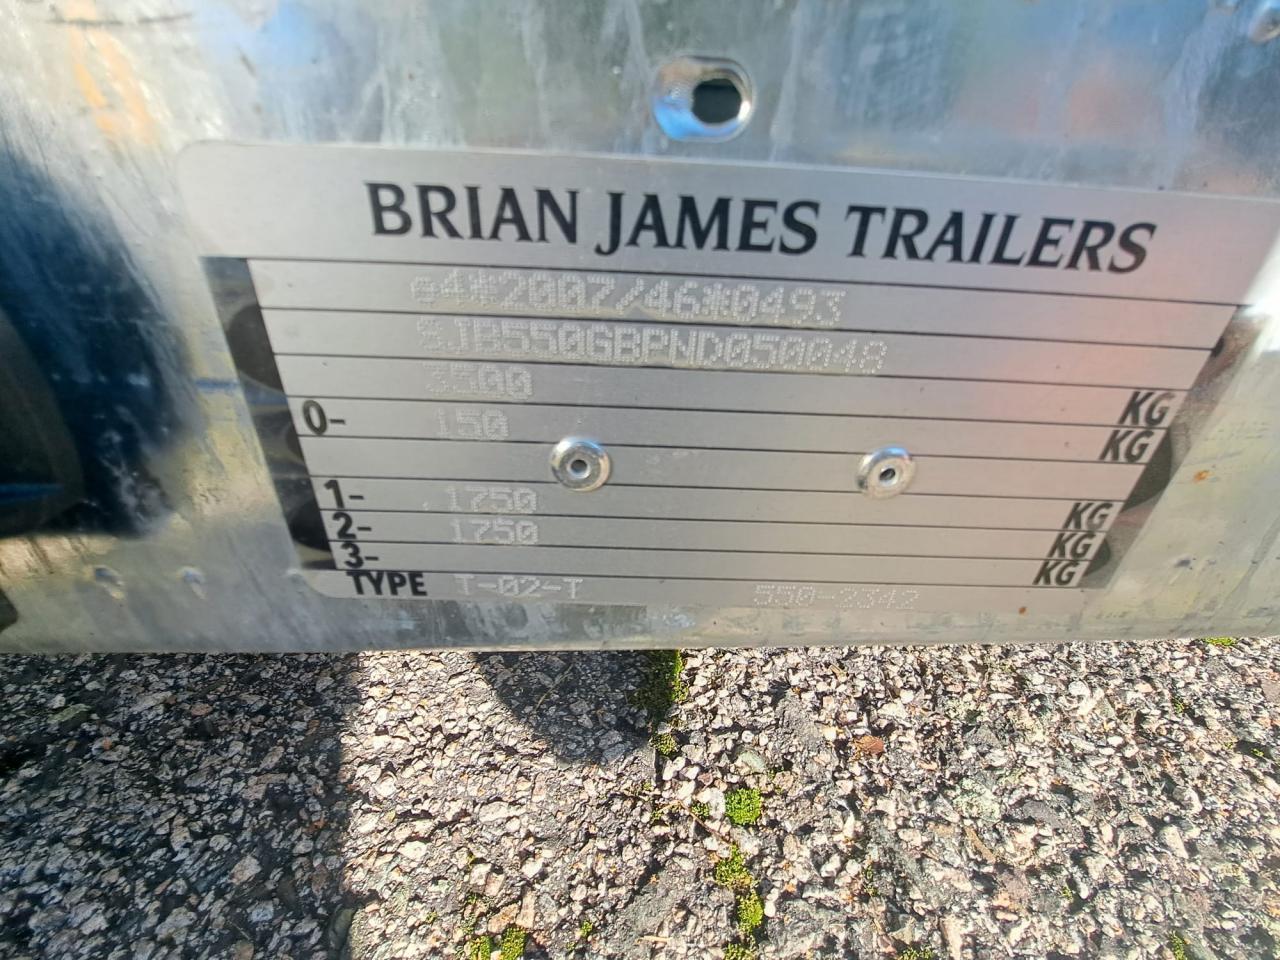 BRIAN JAMES TRAILERS
e4*2007/46*0493
SJB550GBPND050048
3500 KG
0- 150 KG
1- 1750 KG
2- 1750 KG
3- KG
TYPE T-02-T 550-2342